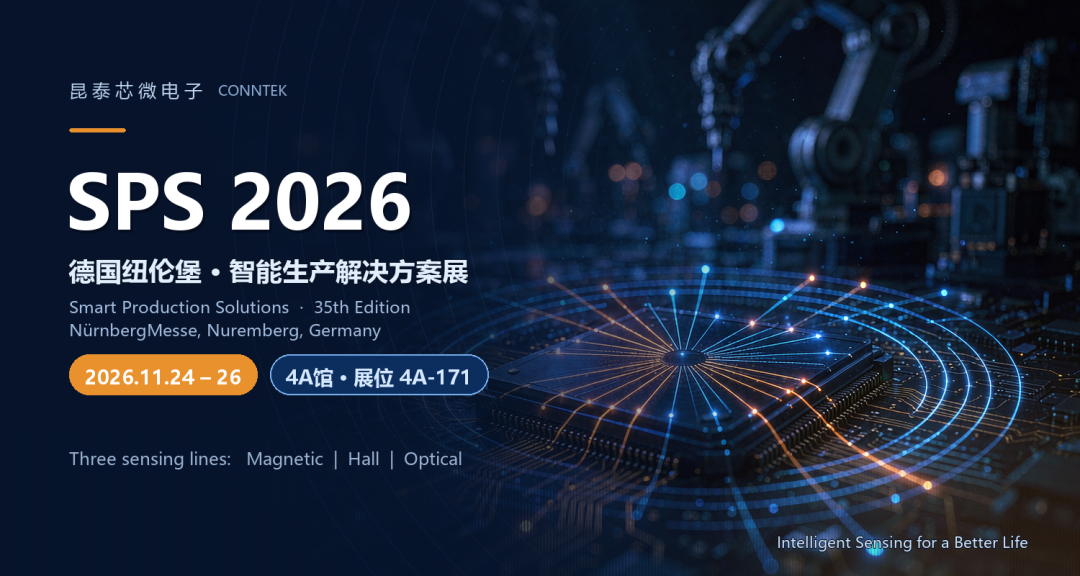 昆泰芯微电子 CONNTEK
SPS 2026
德国纽伦堡·智能生产解决方案展
Smart Production Solutions · 35th Edition
NürnbergMesse, Nuremberg, Germany
2026.11.24 – 26
4A馆·展位 4A-171
Three sensing lines: Magnetic | Hall | Optical
Intelligent Sensing for a Better Life